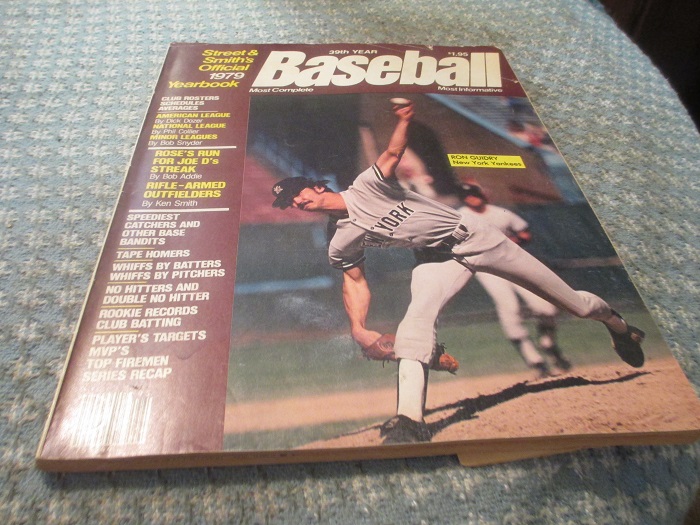 39th YEAR
$1.95
Street &
Smith's
Official
1979
Yearbook
Baseball
Most Complete
Most Informative
CLUB ROSTERS
SCHEDULES
AVERAGES
AMERICAN LEAGUE
By Dick Dozer
NATIONAL LEAGUE
By Phil Collier
MINOR LEAGUES
By Bob Snyder
ROSE'S RUN
FOR JOE D's
STREAK
By Bob Addie
RIFLE-ARMED
OUTFIELDERS
By Ken Smith
SPEEDIEST
CATCHERS AND
OTHER BASE
BANDITS
TAPE HOMERS
WHIFFS BY BATTERS
WHIFFS BY PITCHERS
NO HITTERS AND
DOUBLE NO HITTER
ROOKIE RECORDS
CLUB BATTING
PLAYER'S TARGETS
MVP'S
TOP FIREMEN
SERIES RECAP
RON GUIDRY
New York Yankees
YORK